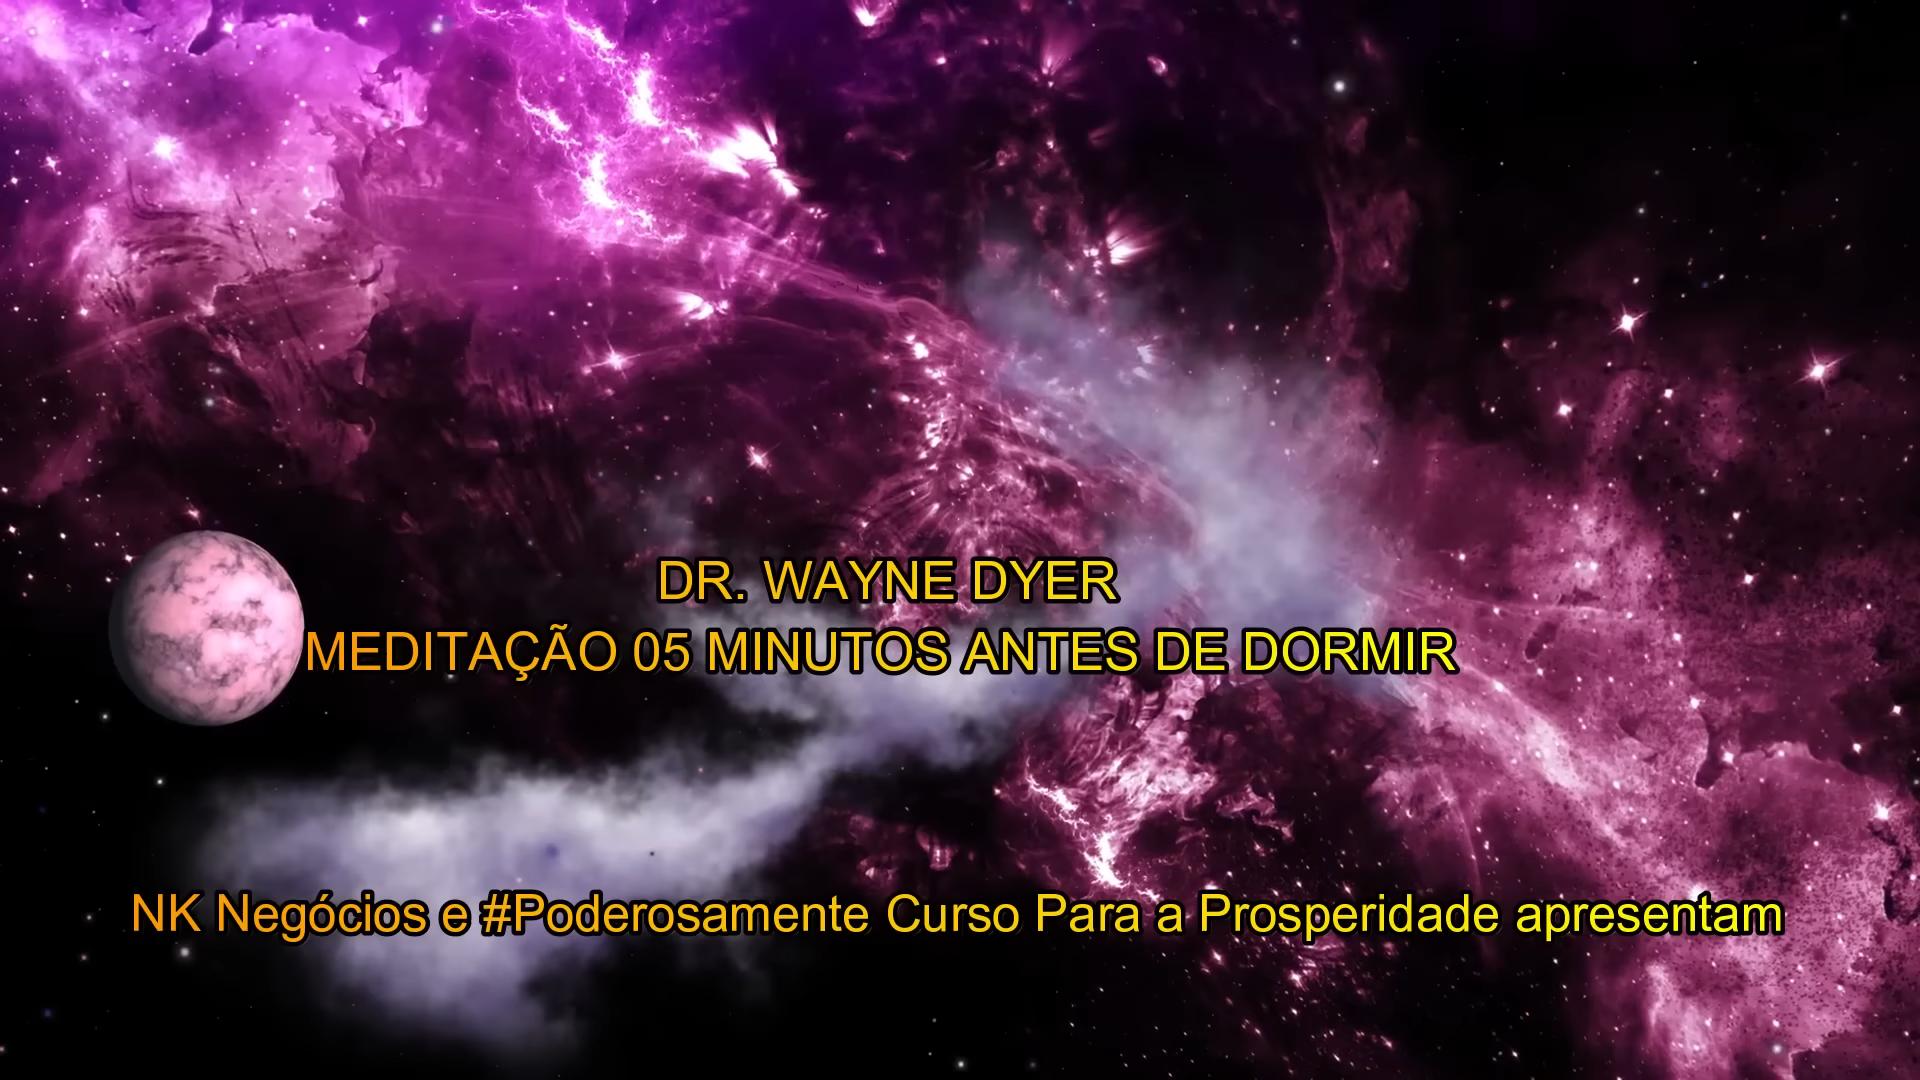 DR. WAYNE DYER
MEDITAÇÃO 05 MINUTOS ANTES DE DORMIR
NK Negócios e #Poderosamente Curso Para a Prosperidade apresentam